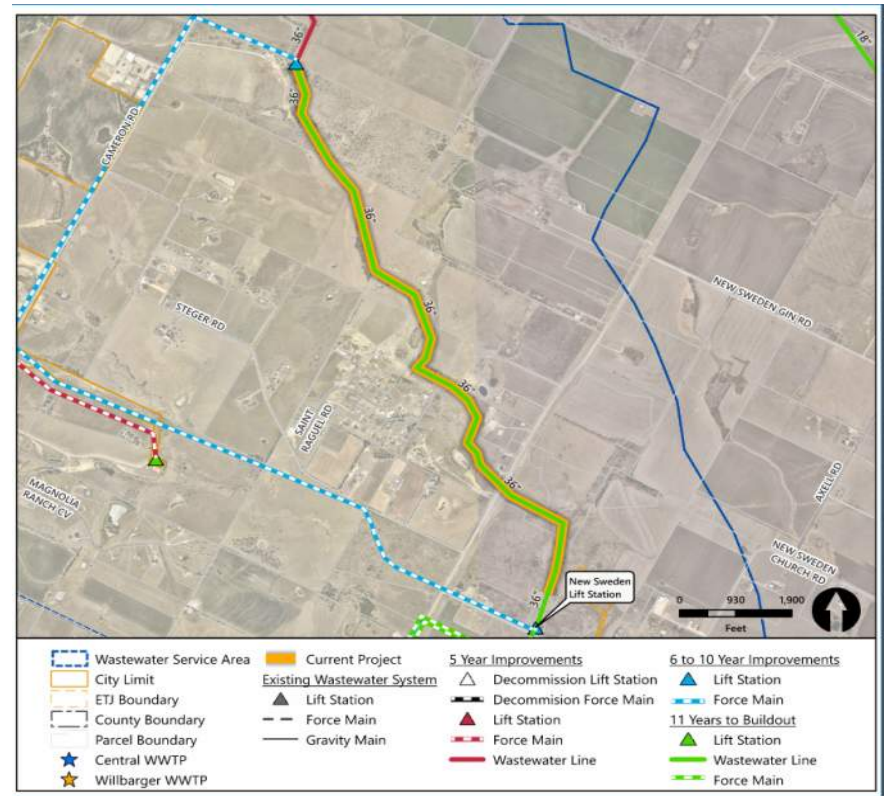 36"
18"
36"
CAMERON RD
36"
NEW SWEDEN GIN RD
STEGER RD
36"
36"
SAINT
RAGUEL RD
36"
MAGNOLIA
RANCH CV
AXELL RD
NEW SWEDEN
CHURCH RD
36"
New Sweden
Lift Station
0 930 1,900
Feet
Wastewater Service Area
City Limit
ETJ Boundary
County Boundary
Parcel Boundary
Central WWTP
Willbarger WWTP
Current Project
Existing Wastewater System
Lift Station
Force Main
Gravity Main
5 Year Improvements
Decommission Lift Station
Decommision Force Main
Lift Station
Force Main
Wastewater Line
6 to 10 Year Improvements
Lift Station
Force Main
11 Years to Buildout
Lift Station
Wastewater Line
Force Main